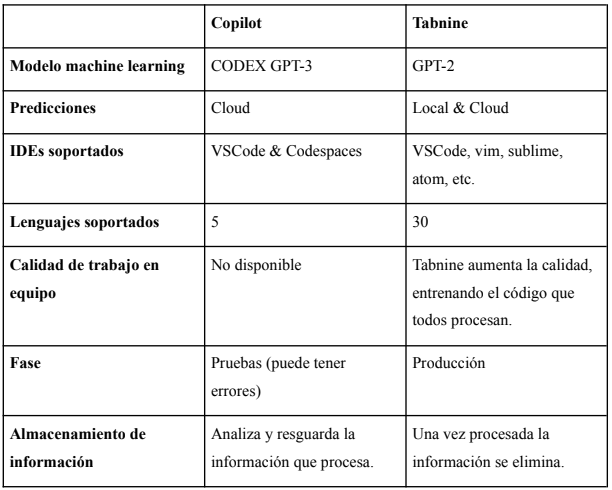 Copilot Tabnine
Modelo machine learning CODEX GPT-3 GPT-2
Predicciones Cloud Local & Cloud
IDEs soportados VSCode & Codespaces VSCode, vim, sublime,
atom, etc.
Lenguajes soportados 5 30
Calidad de trabajo en No disponible Tabnine aumenta la calidad,
equipo entrenando el código que
todos procesan.
Fase Pruebas (puede tener Producción
errores)
Almacenamiento de Analiza y resguarda la Una vez procesada la
información información que procesa. información se elimina.